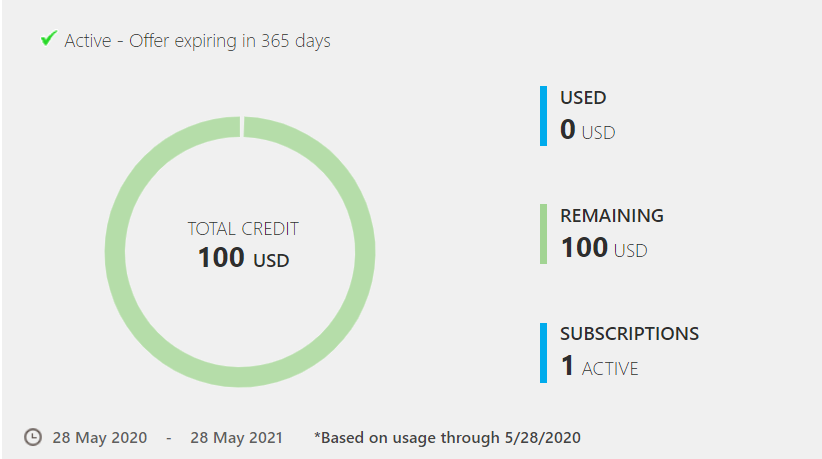 Active - Offer expiring in 365 days
TOTAL CREDIT
100 USD
USED
0 USD
REMAINING
100 USD
SUBSCRIPTIONS
1 ACTIVE
28 May 2020 - 28 May 2021 *Based on usage through 5/28/2020